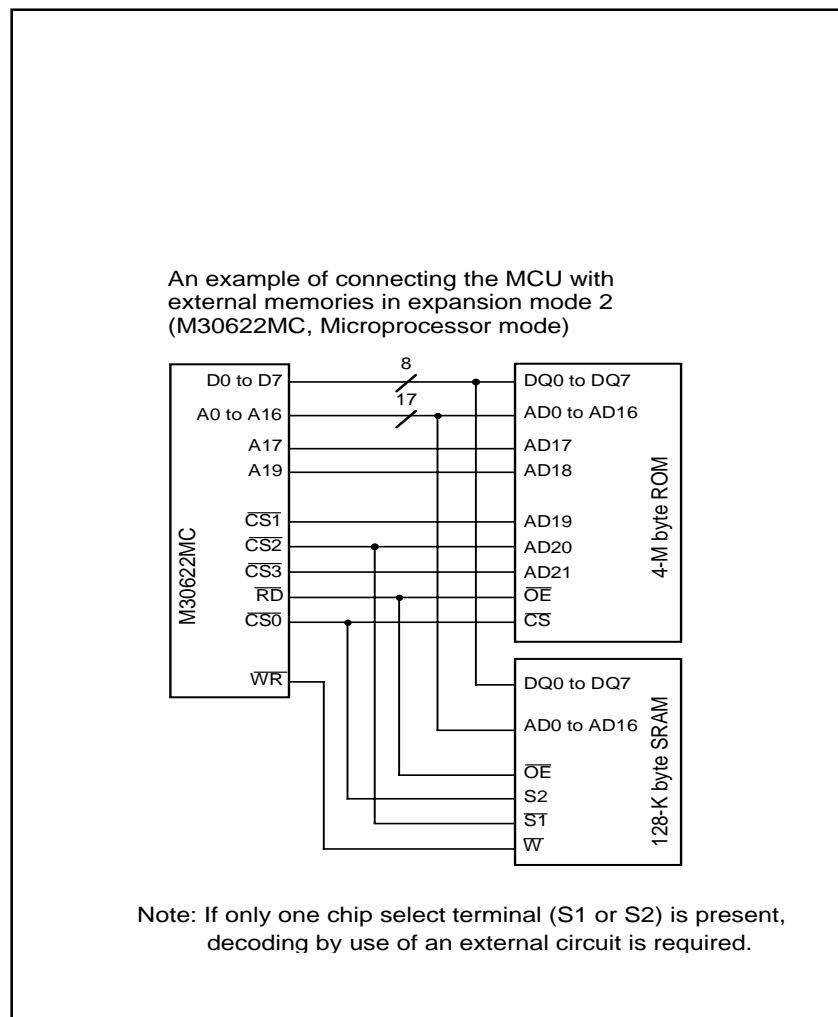 An example of connecting the MCU with
external memories in expansion mode 2
(M30622MC, Microprocessor mode)
8
17
D0 to D7
A0 to A16
A17
A19
CS1
CS2
CS3
RD
CS0
WR
M30622MC
DQ0 to DQ7
AD0 to AD16
AD17
AD18
AD19
AD20
AD21
OE
CS
4-M byte ROM
DQ0 to DQ7
AD0 to AD16
OE
S2
S1
W
128-K byte SRAM
Note: If only one chip select terminal (S1 or S2) is present,
decoding by use of an external circuit is required.